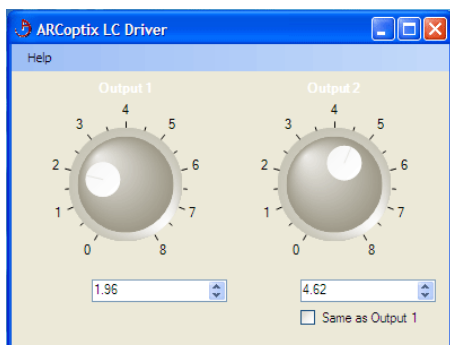 ARCoptix LC Driver
Help
Output 1
Output 2
0 1 2 3 4 5 6 7 8
0 1 2 3 4 5 6 7 8
1.96
4.62
Same as Output 1